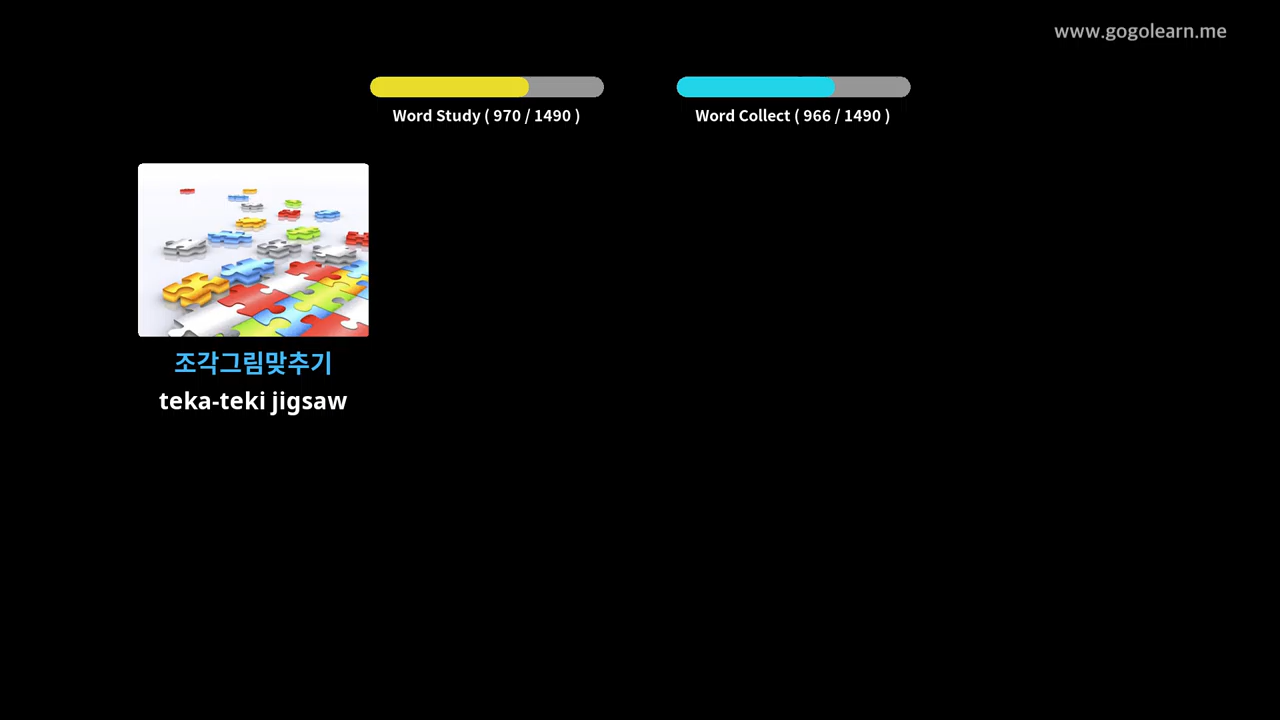 www.gogolearn.me
Word Study ( 970 / 1490 )
Word Collect ( 966 / 1490 )
조각그림맞추기
teka-teki jigsaw